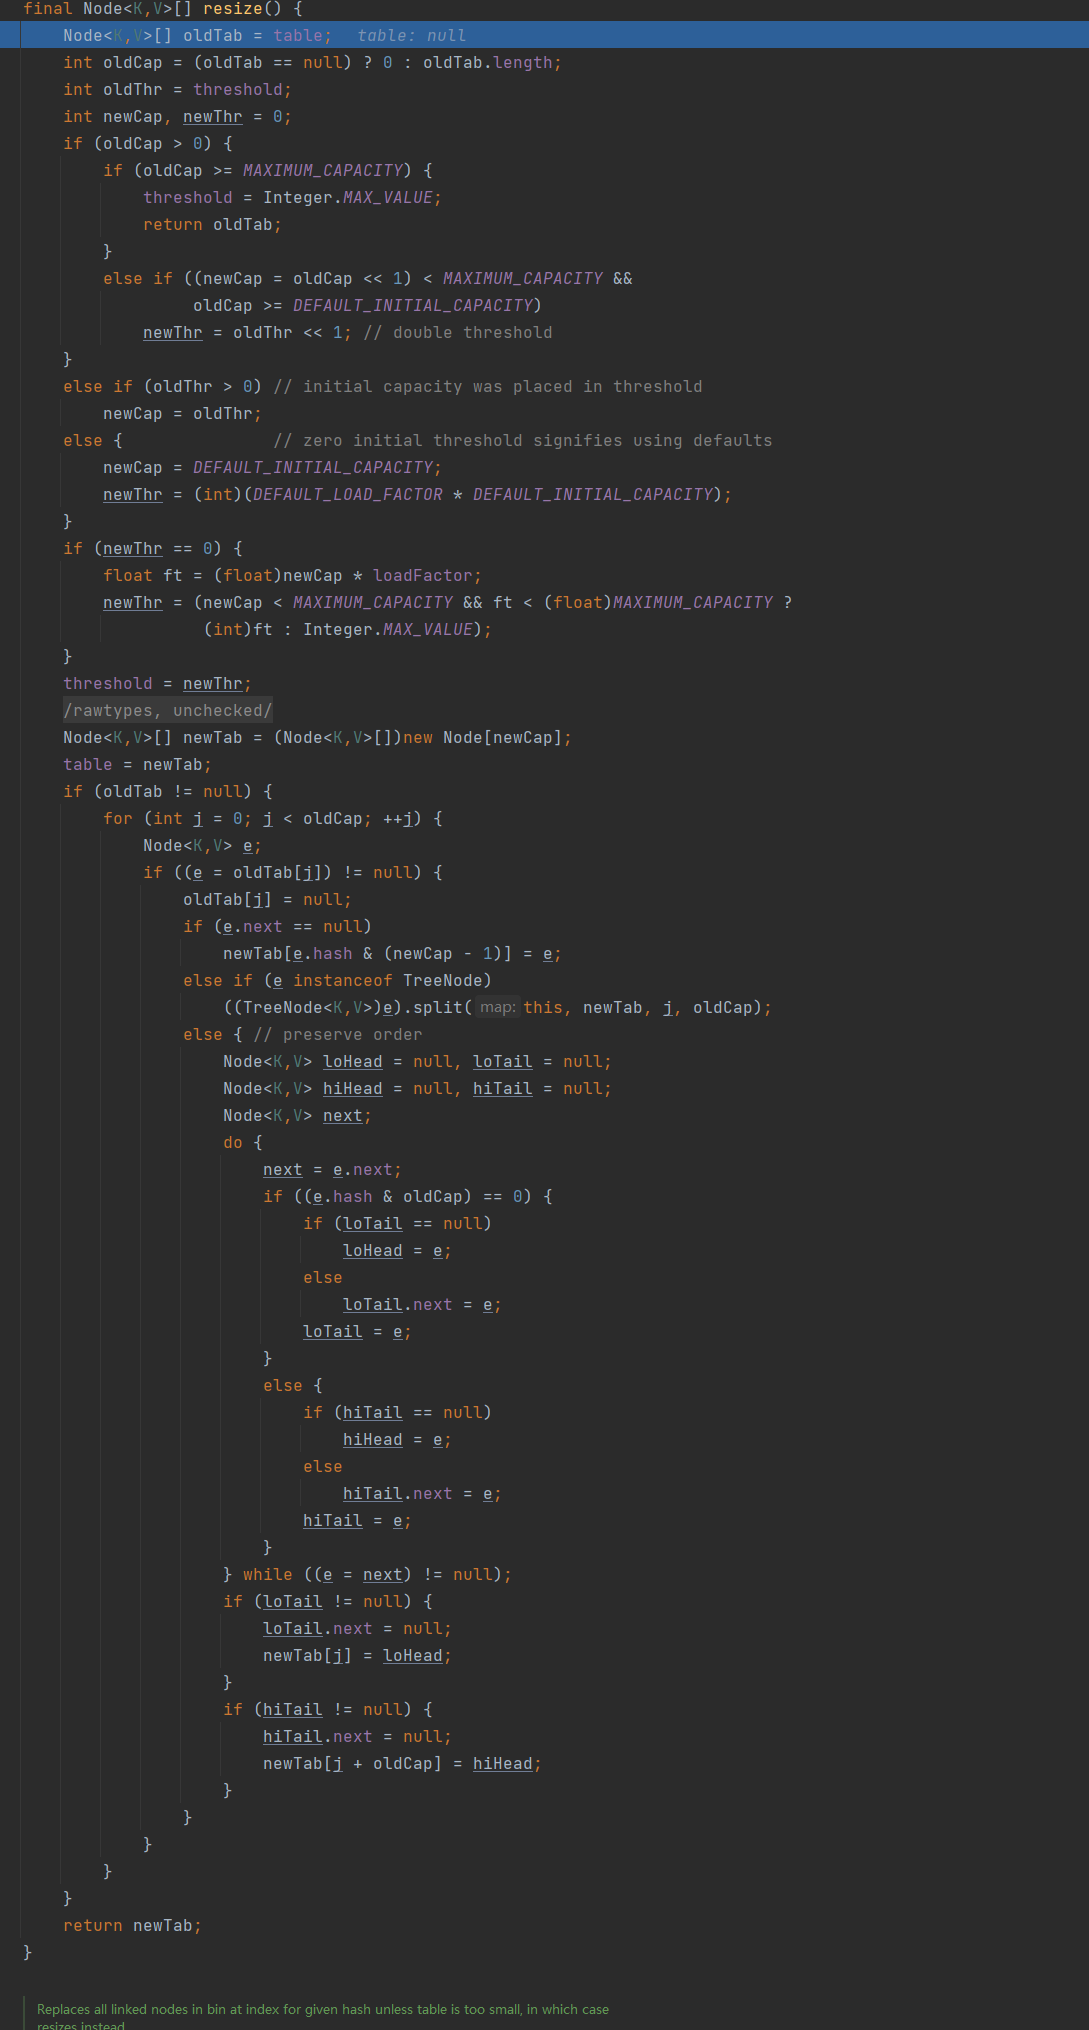 final Node<K,V>[] resize() {
    Node<K,V>[] oldTab = table;   table: null
    int oldCap = (oldTab == null) ? 0 : oldTab.length;
    int oldThr = threshold;
    int newCap, newThr = 0;
    if (oldCap > 0) {
        if (oldCap >= MAXIMUM_CAPACITY) {
            threshold = Integer.MAX_VALUE;
            return oldTab;
        }
        else if ((newCap = oldCap << 1) < MAXIMUM_CAPACITY &&
                 oldCap >= DEFAULT_INITIAL_CAPACITY)
            newThr = oldThr << 1; // double threshold
    }
    else if (oldThr > 0) // initial capacity was placed in threshold
        newCap = oldThr;
    else {               // zero initial threshold signifies using defaults
        newCap = DEFAULT_INITIAL_CAPACITY;
        newThr = (int)(DEFAULT_LOAD_FACTOR * DEFAULT_INITIAL_CAPACITY);
    }
    if (newThr == 0) {
        float ft = (float)newCap * loadFactor;
        newThr = (newCap < MAXIMUM_CAPACITY && ft < (float)MAXIMUM_CAPACITY ?
                  (int)ft : Integer.MAX_VALUE);
    }
    threshold = newThr;
    /rawtypes, unchecked/
    Node<K,V>[] newTab = (Node<K,V>[])new Node[newCap];
    table = newTab;
    if (oldTab != null) {
        for (int j = 0; j < oldCap; ++j) {
            Node<K,V> e;
            if ((e = oldTab[j]) != null) {
                oldTab[j] = null;
                if (e.next == null)
                    newTab[e.hash & (newCap - 1)] = e;
                else if (e instanceof TreeNode)
                    ((TreeNode<K,V>)e).split( map: this, newTab, j, oldCap);
                else { // preserve order
                    Node<K,V> loHead = null, loTail = null;
                    Node<K,V> hiHead = null, hiTail = null;
                    Node<K,V> next;
                    do {
                        next = e.next;
                        if ((e.hash & oldCap) == 0) {
                            if (loTail == null)
                                loHead = e;
                            else
                                loTail.next = e;
                            loTail = e;
                        }
                        else {
                            if (hiTail == null)
                                hiHead = e;
                            else
                                hiTail.next = e;
                            hiTail = e;
                        }
                    } while ((e = next) != null);
                    if (loTail != null) {
                        loTail.next = null;
                        newTab[j] = loHead;
                    }
                    if (hiTail != null) {
                        hiTail.next = null;
                        newTab[j + oldCap] = hiHead;
                    }
                }
            }
        }
    }
    return newTab;
}
Replaces all linked nodes in bin at index for given hash unless table is too small, in which case
resizes instead